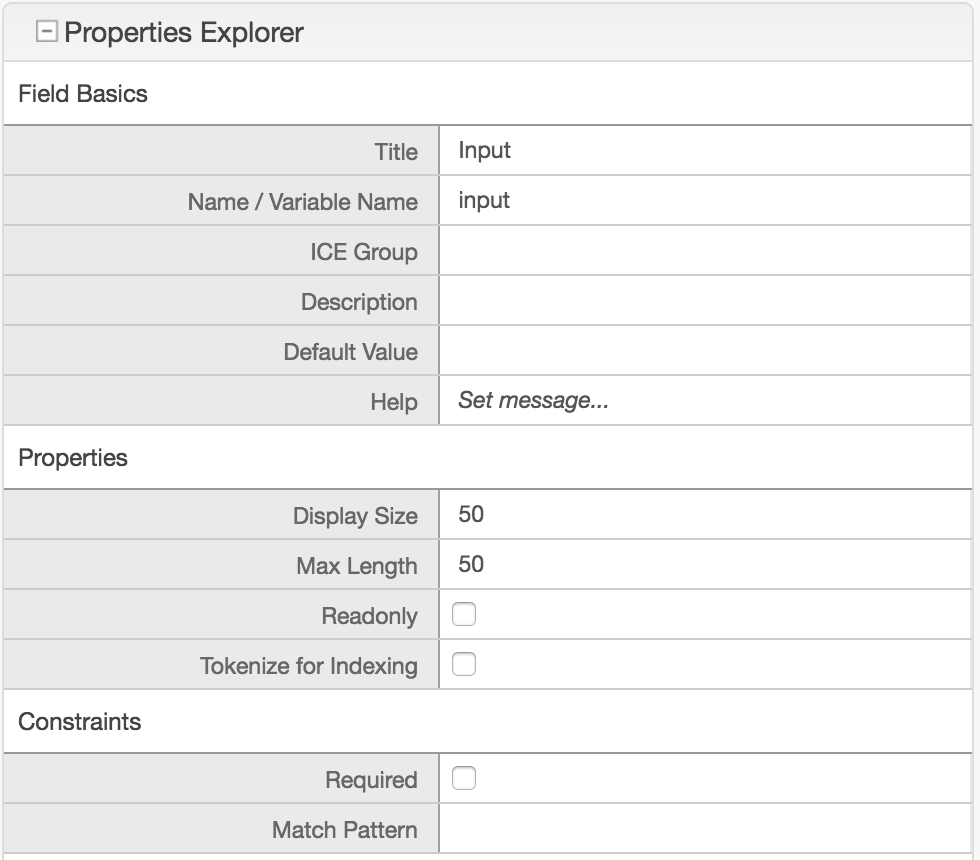 Properties Explorer
Field Basics
Title Input
Name / Variable Name input
ICE Group
Description
Default Value
Help Set message...
Properties
Display Size 50
Max Length 50
Readonly
Tokenize for Indexing
Constraints
Required
Match Pattern